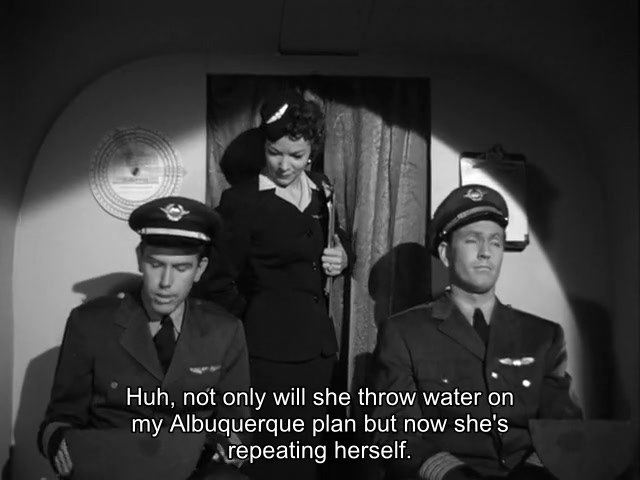 Huh, not only will she throw water on
my Albuquerque plan but now she's
repeating herself.